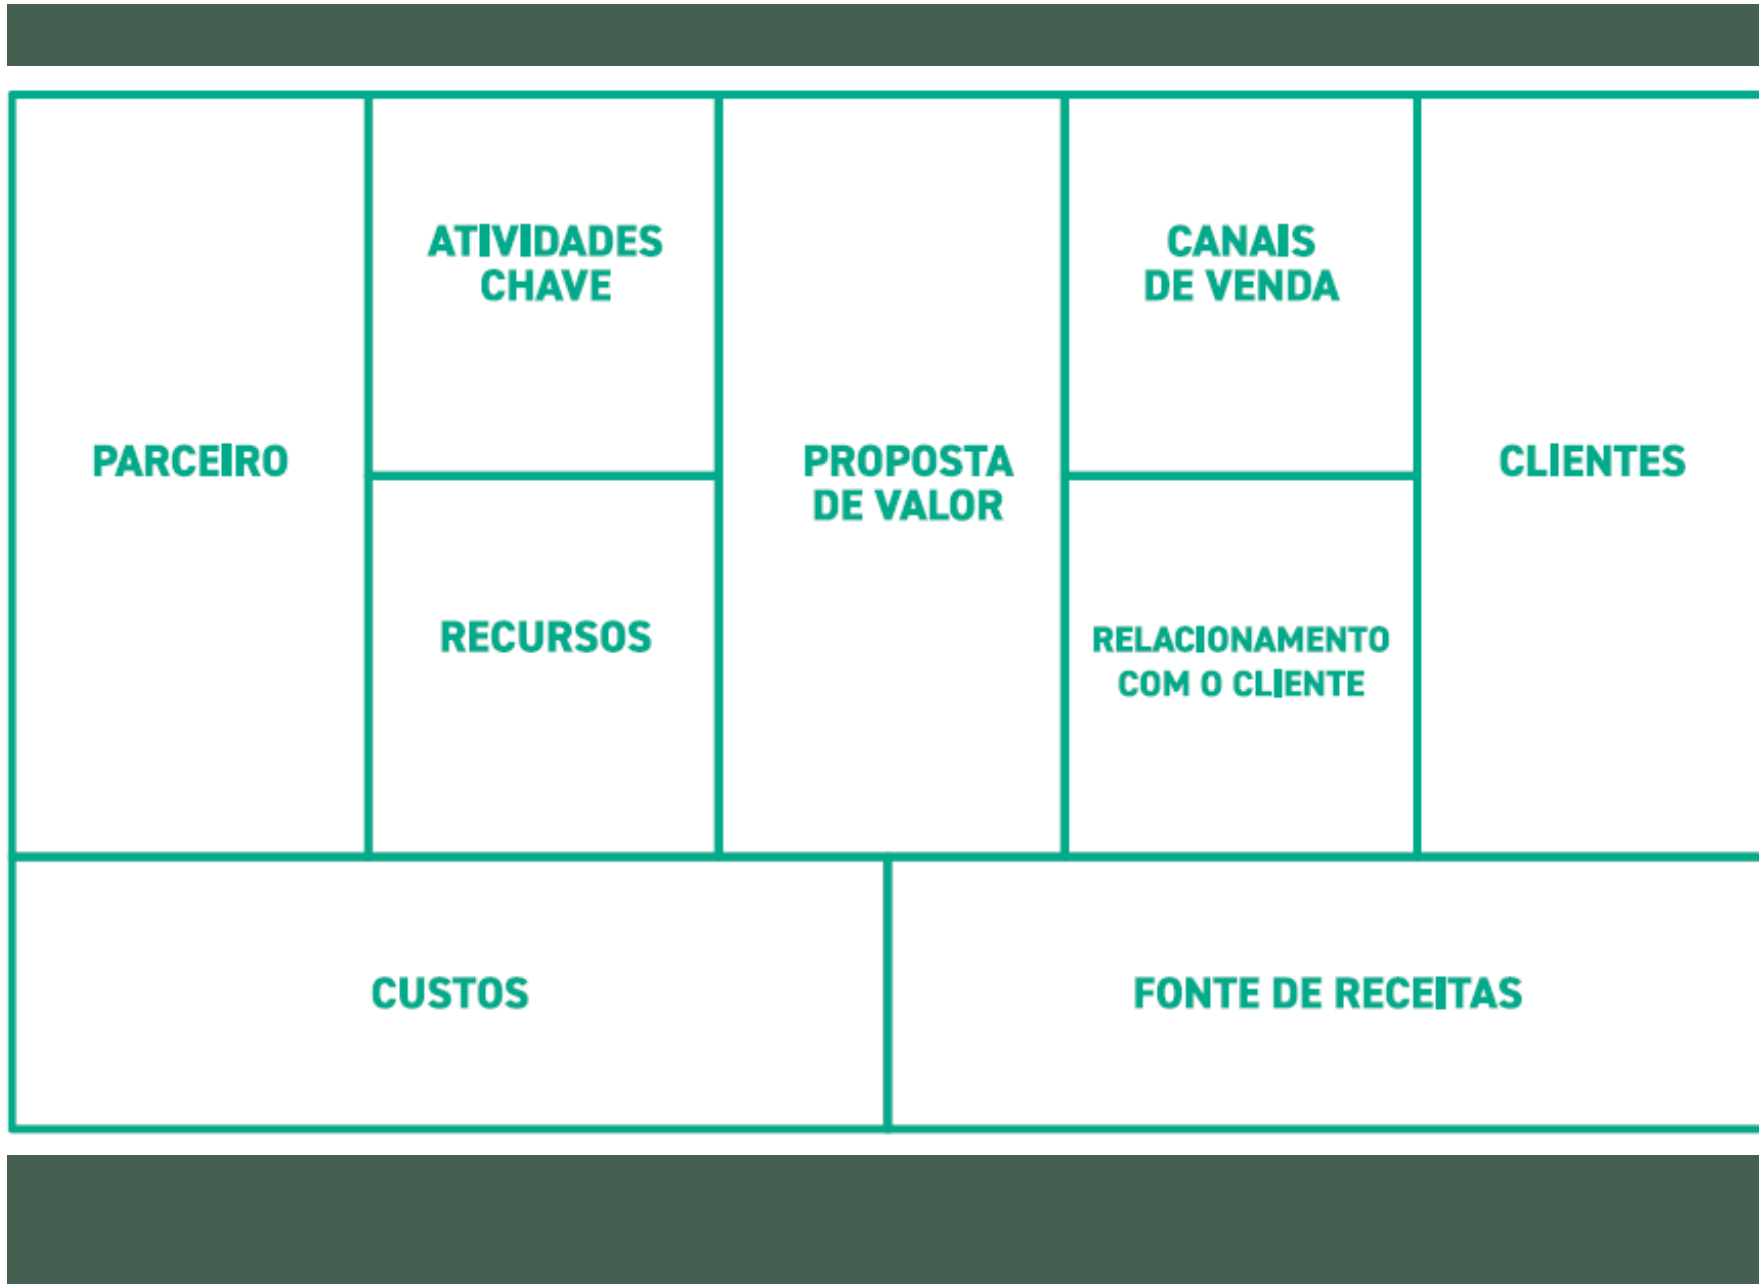 PARCEIRO
ATIVIDADES
CHAVE
RECURSOS
PROPOSTA
DE VALOR
CANAIS
DE VENDA
RELACIONAMENTO
COM O CLIENTE
CLIENTES
CUSTOS
FONTE DE RECEITAS